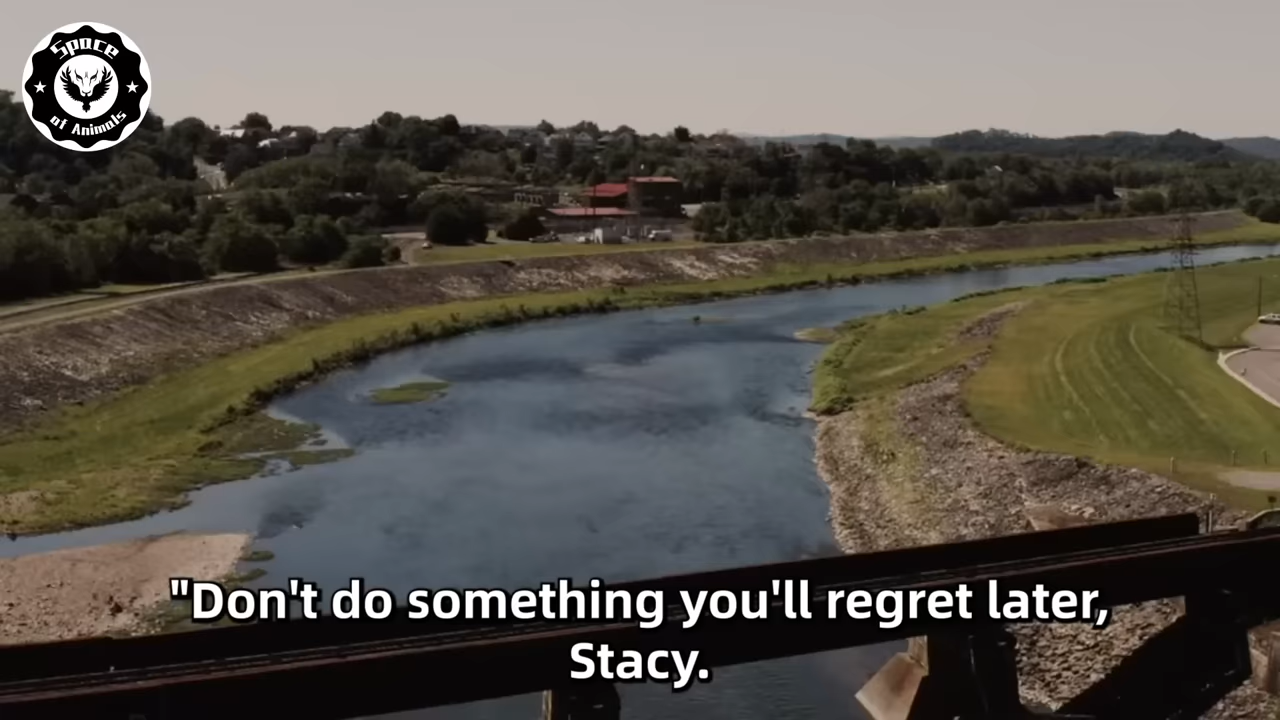 Space
of Animals
"Don't do something you'll regret later,
Stacy.